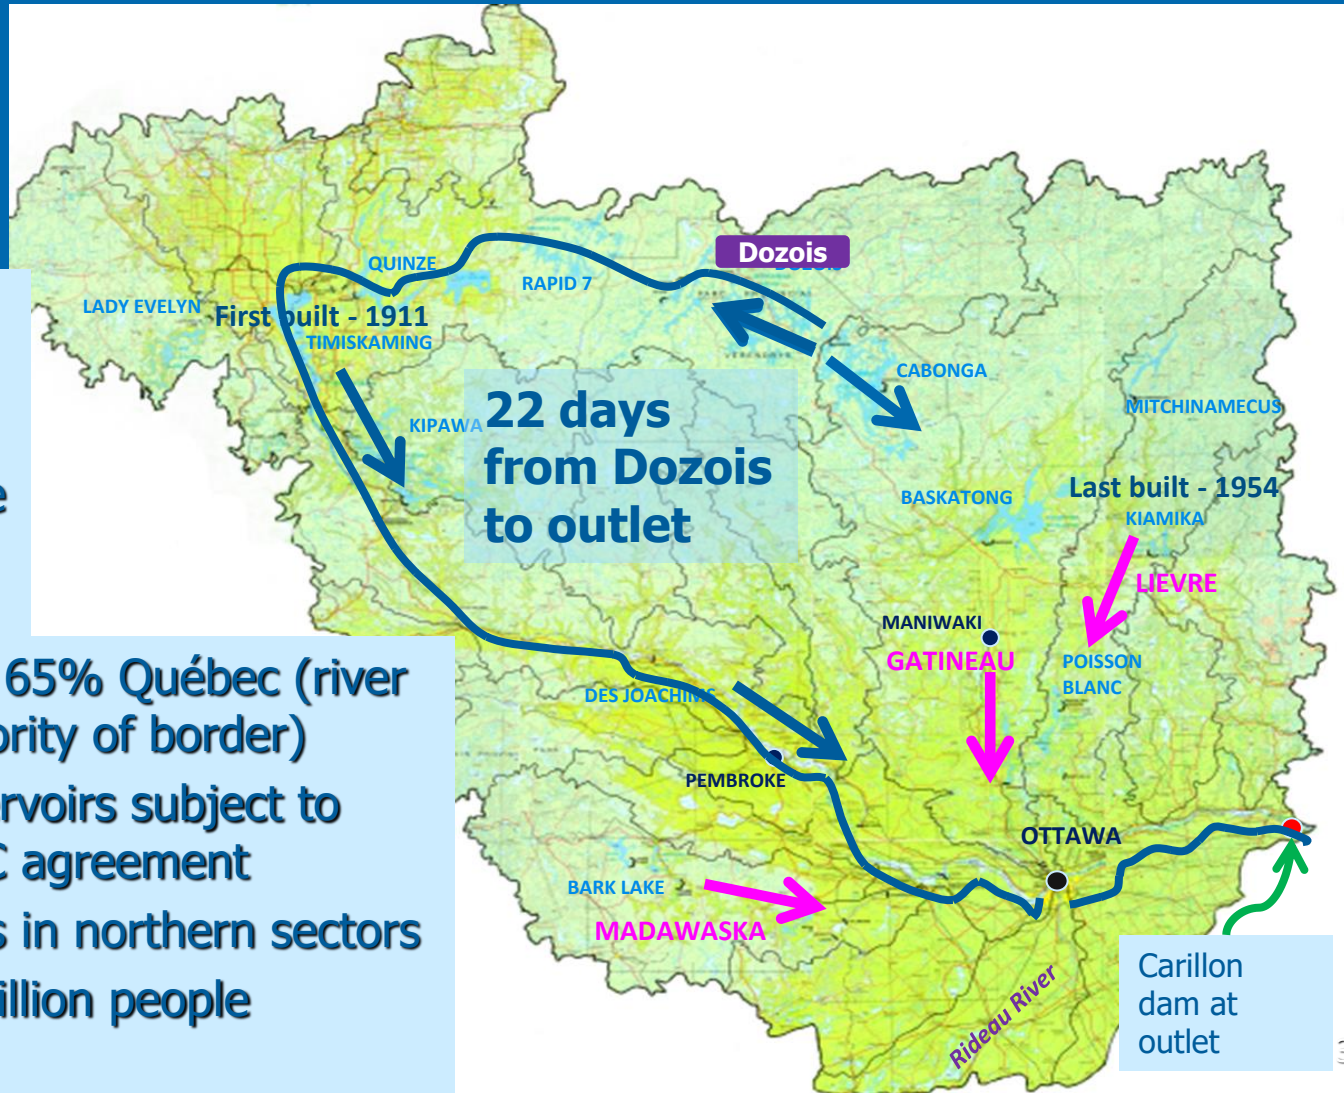 Dozois
QUINZE
RAPID 7
LADY EVELYN
First built - 1911
TIMISKAMING
CABONGA
MITCHINAMECUS
KIPAWA
22 days
from Dozois
to outlet
BASKATONG
Last built - 1954
KIAMIKA
LIEVRE
MANIWAKI
GATINEAU
POISSON
BLANC
65% Québec (river
ority of border)
rvoirs subject to
C agreement
s in northern sectors
illion people
DES JOACHIMS
PEMBROKE
OTTAWA
BARK LAKE
MADAWASKA
Rideau River
Carillon
dam at
outlet